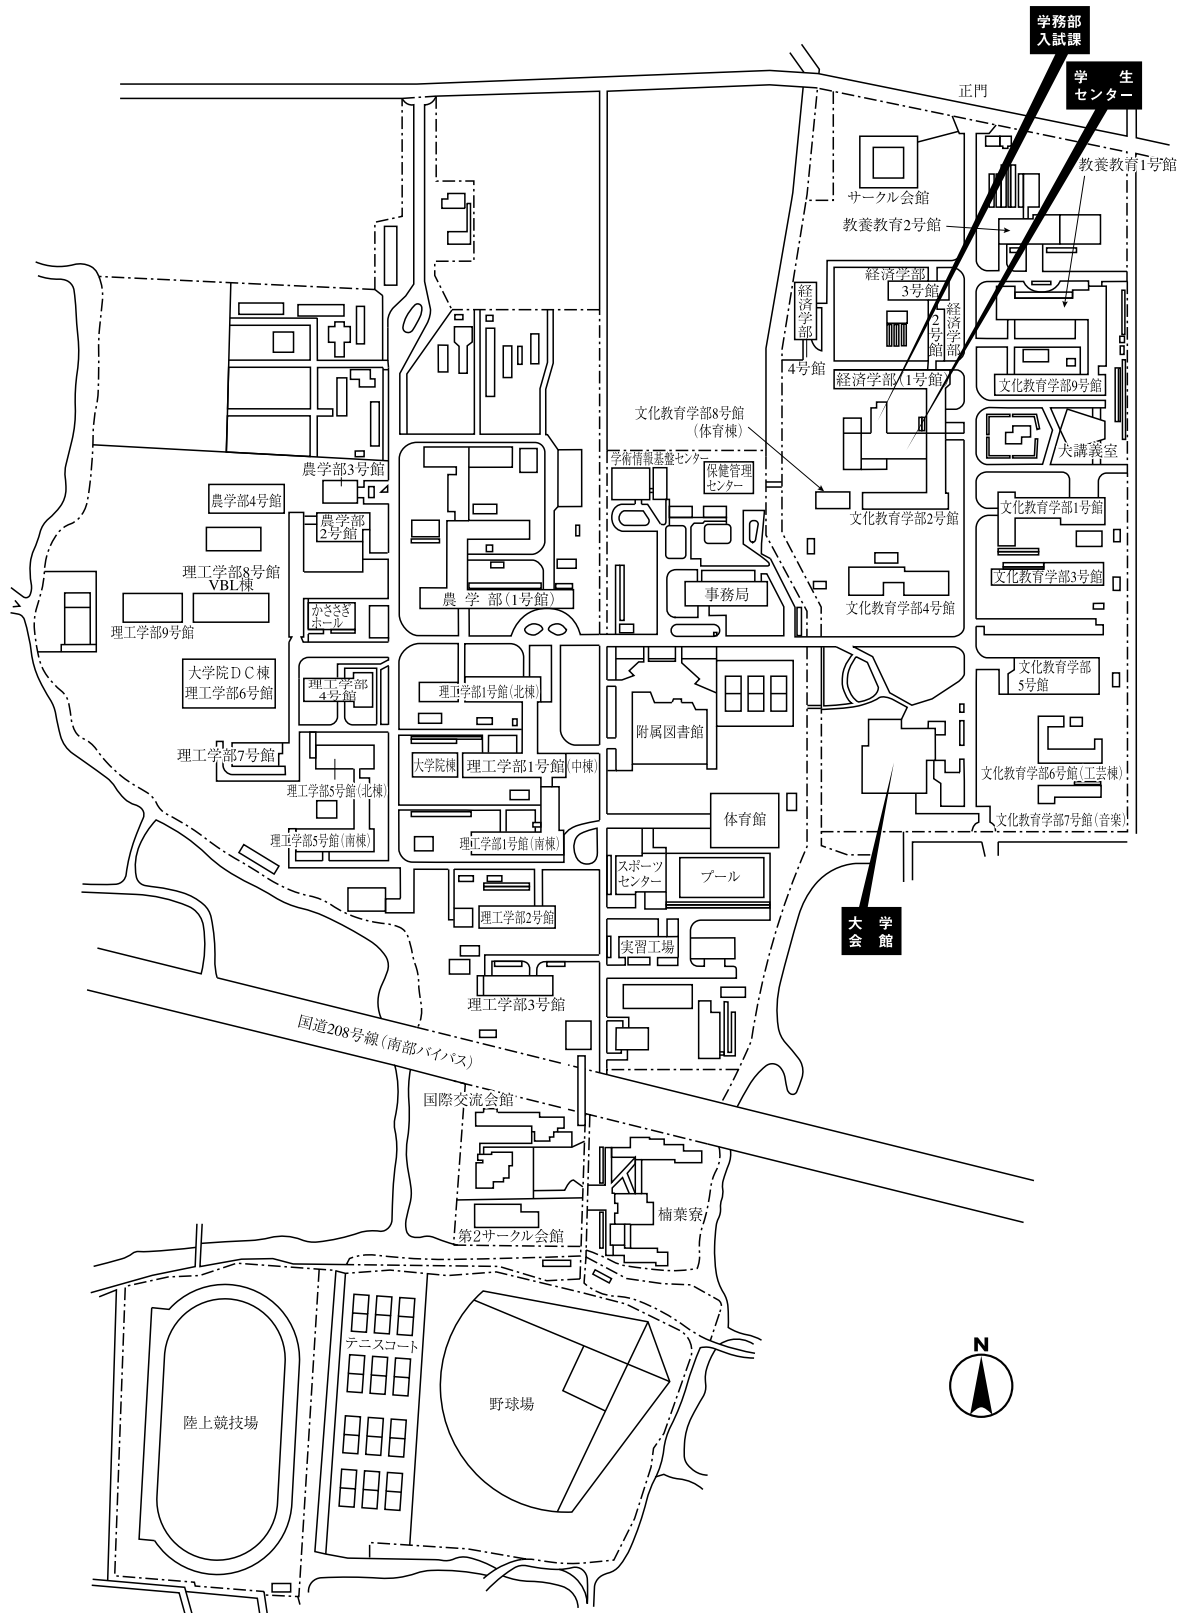 学務部
入試課
学生
センター
正門
教養教育1号館
サークル会館
教養教育2号館
経済学部
3号館
経済学部
2号館
経済学部
4号館
経済学部(1号館)
文化教育学部9号館
文化教育学部8号館
(体育棟)
大講義室
学術情報基盤センター
保健管理
センター
農学部3号館
農学部4号館
農学部
2号館
文化教育学部1号館
文化教育学部2号館
理工学部8号館
VBL棟
文化教育学部3号館
農学部(1号館)
事務局
かささぎ
ホール
文化教育学部4号館
理工学部9号館
大学院DC棟
理工学部6号館
理工学部
4号館
理工学部1号館(北棟)
文化教育学部
5号館
附属図書館
理工学部7号館
大学院棟
理工学部1号館(中棟)
文化教育学部6号館(工芸棟)
理工学部5号館(北棟)
体育館
文化教育学部7号館(音楽)
理工学部5号館(南棟)
理工学部1号館(南棟)
スポーツ
センター
プール
理工学部2号館
大学
会館
実習工場
理工学部3号館
国道208号線(南部バイパス)
国際交流会館
楠葉寮
第2サークル会館
テニスコート
N
野球場
陸上競技場